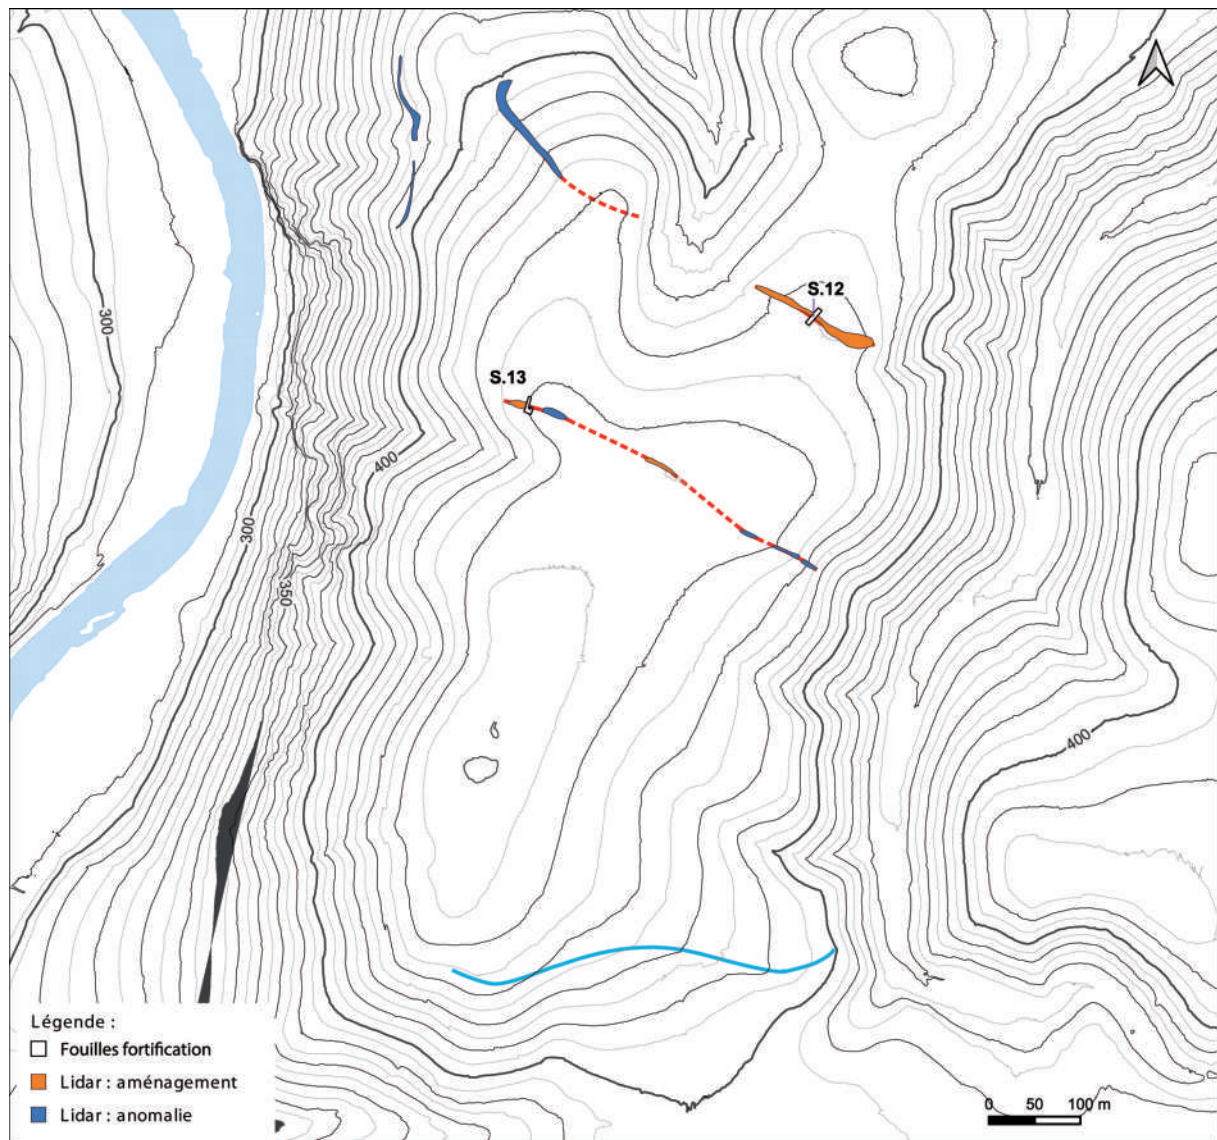 S.12
300
S.13
400
300
350
400
Légende :
Fouilles fortification
Lidar : aménagement
Lidar : anomalie
0 50 100 m